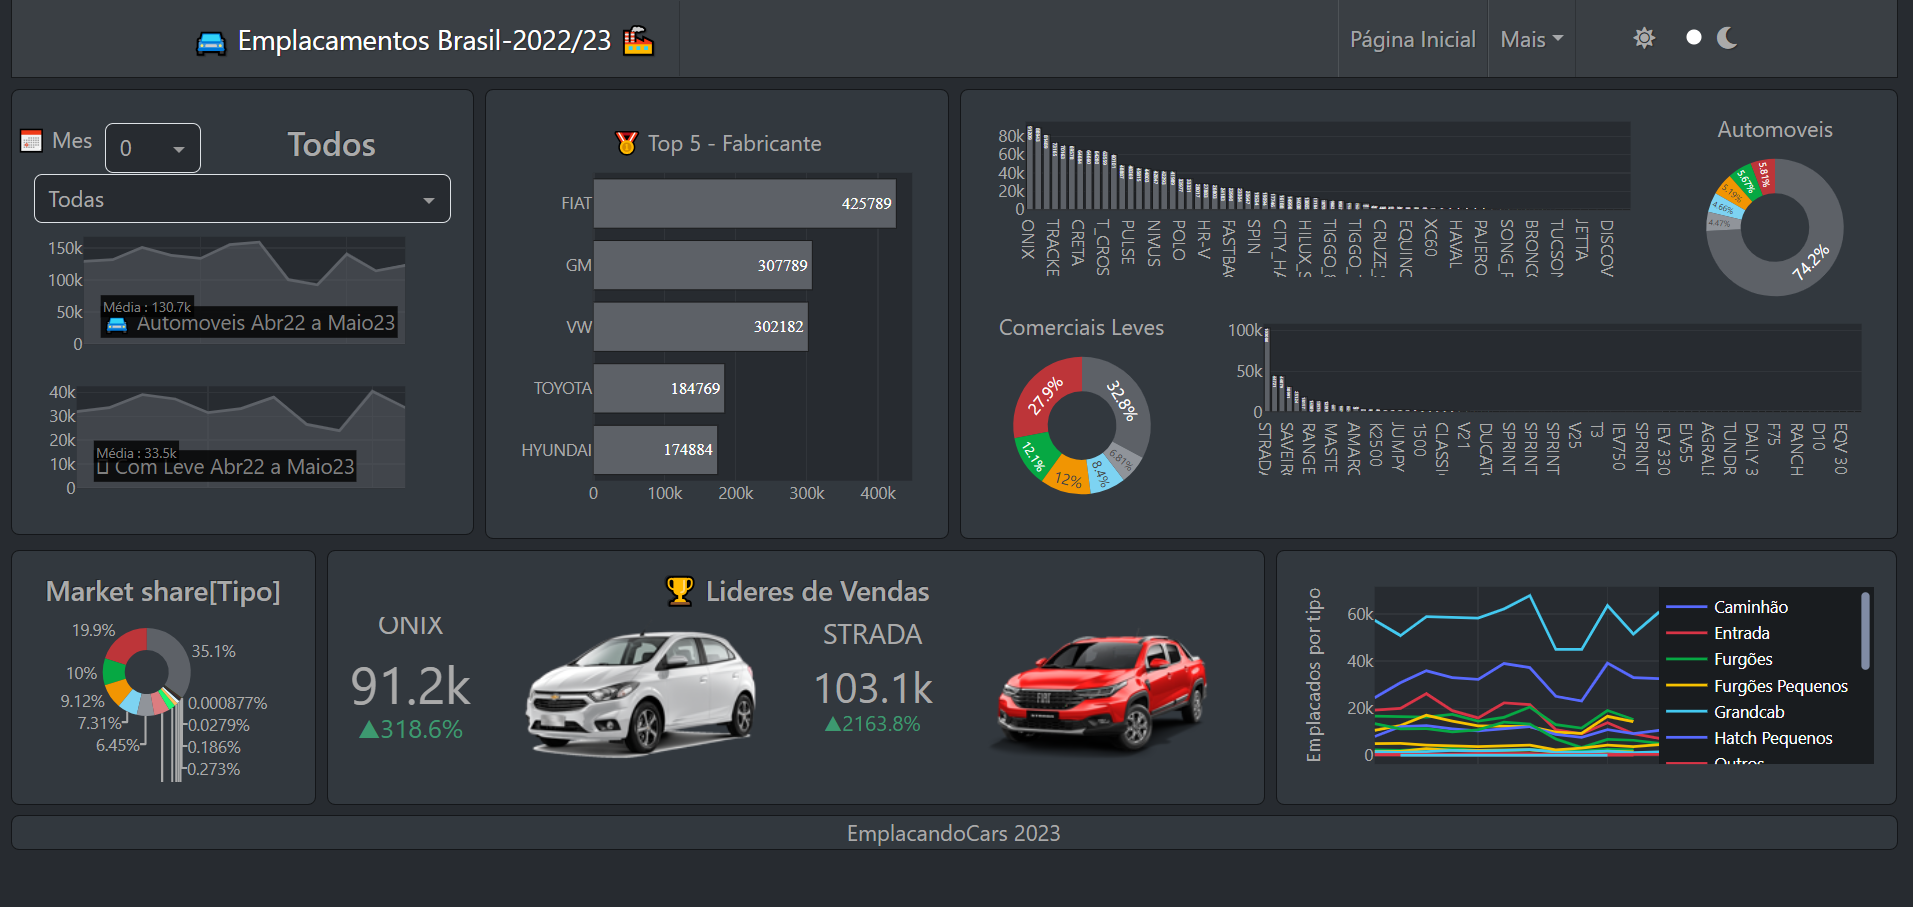 Emplacamentos Brasil-2022/23
Página Inicial
Mais
Mes
0
Todos
Todas
150k
100k
50k
0
Média : 130.7k
Automoveis Abr22 a Maio23
40k
30k
20k
10k
0
Média : 33.5k
Com Leve Abr22 a Maio23
Top 5 - Fabricante
FIAT
425789
GM
307789
VW
302182
TOYOTA
184769
HYUNDAI
174884
0
100k
200k
300k
400k
80k
60k
40k
20k
0
ONIX
TRACKE
CRETA
T_CROS
PULSE
NIVUS
POLO
HR-V
FASTBA
SPIN
CITY_HA
HILUX_S
TIGGO_
TIGGO_
CRUZE_
EQUINC
XC60
HAVAL
PAJERO
SONG_F
BRONCO
TUCSON
JETTA
DISCOV
Automoveis
5.81%
5.67%
5.19%
4.66%
4.47%
74.2%
Comerciais Leves
27.9%
32.8%
12.1%
12%
8.4%
6.81%
100k
50k
0
STRADA
SAVEIRO
RANGE
MASTE
AMARC
K2500
JUMPY
1500
CLASSI
V21
DUCATO
SPRINT
SPRINT
SPRINT
V25
T3
IEV750
SPRINT
IEV 330
EJV55
AGRALE
TUNDR
DAILY 3
F75
RANCH
D10
EQV 30
Market share[Tipo]
19.9%
35.1%
10%
9.12%
7.31%
6.45%
0.000877%
0.0279%
0.186%
0.273%
Lideres de Vendas
ONIX
91.2k
▲318.6%
STRADA
103.1k
▲2163.8%
Emplacados por tipo
60k
40k
20k
0
Caminhão
Entrada
Furgões
Furgões Pequenos
Grandcab
Hatch Pequenos
Outros
EmplacandoCars 2023